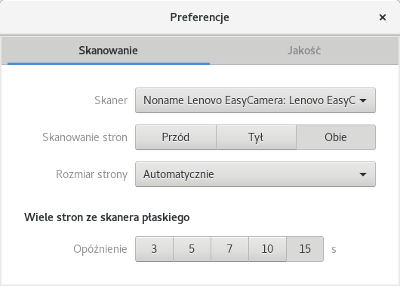 Preferencje ×
Skanowanie Jakość
Skaner Noname Lenovo EasyCamera: Lenovo EasyC
Skanowanie stron Przód Tył Obie
Rozmiar strony Automatycznie
Wiele stron ze skanera płaskiego
Opóźnienie 3 5 7 10 15 s